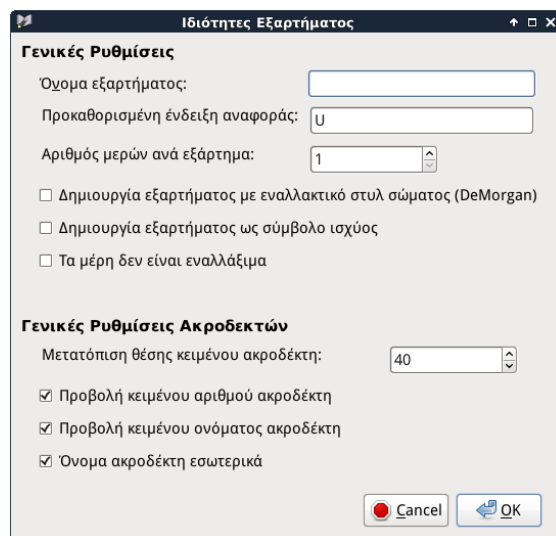 Ιδιότητες Εξαρτήματος
Γενικές Ρυθμίσεις
Όνομα εξαρτήματος:
Προκαθορισμένη ένδειξη αναφοράς: U
Αριθμός μερών ανά εξάρτημα: 1
Δημιουργία εξαρτήματος με εναλλακτικό στυλ σώματος (DeMorgan)
Δημιουργία εξαρτήματος ως σύμβολο ισχύος
Τα μέρη δεν είναι εναλλάξιμα
Γενικές Ρυθμίσεις Ακροδεκτών
Μετατόπιση θέσης κειμένου ακροδέκτη: 40
Προβολή κειμένου αριθμού ακροδέκτη
Προβολή κειμένου ονόματος ακροδέκτη
Όνομα ακροδέκτη εσωτερικά
Cancel OK